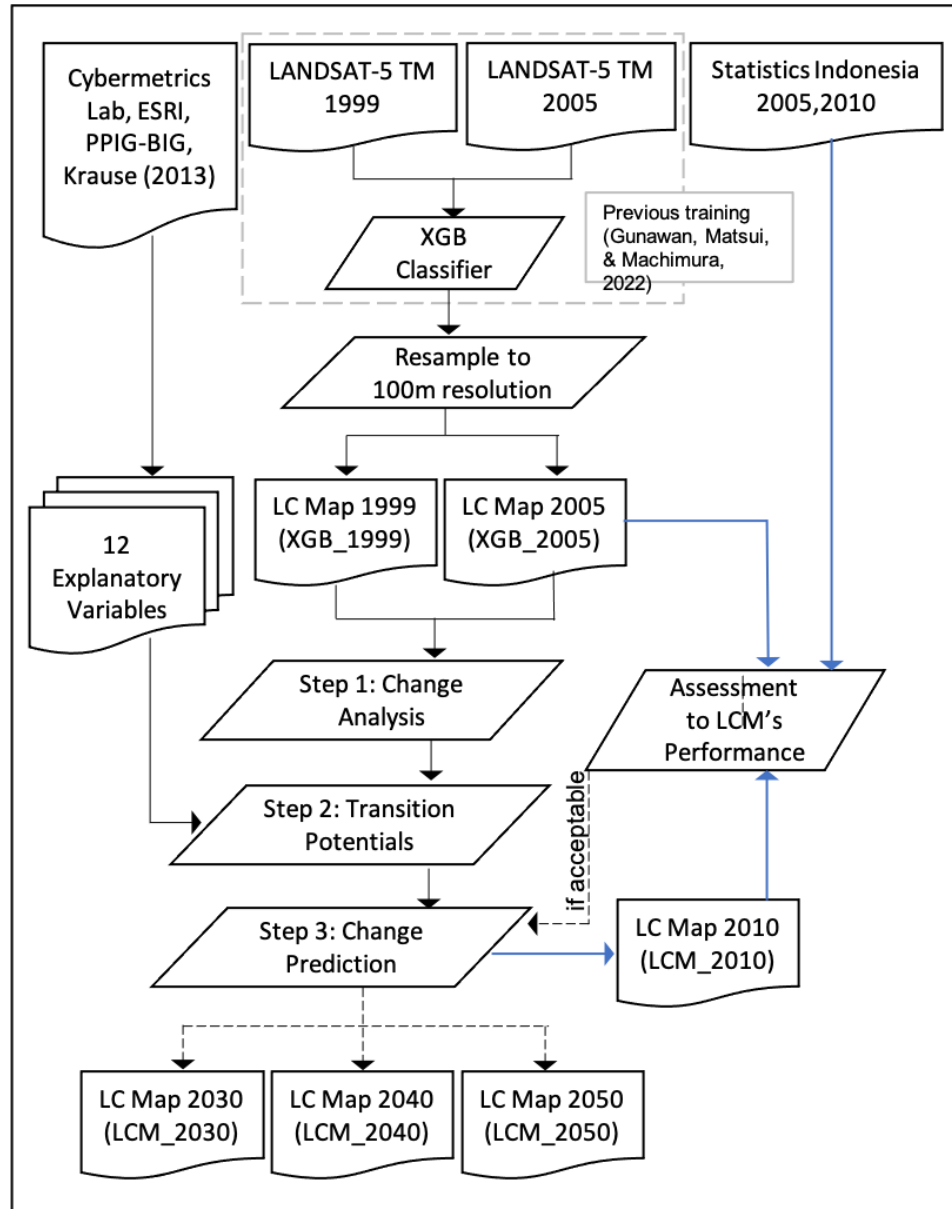 Cybermetrics
Lab, ESRI,
PPIG-BIG,
Krause (2013)
LANDSAT-5 TM
1999
LANDSAT-5 TM
2005
Statistics Indonesia
2005,2010
Previous training
(Gunawan, Matsui,
& Machimura,
2022)
XGB
Classifier
Resample to
100m resolution
LC Map 1999
(XGB_1999)
LC Map 2005
(XGB_2005)
12
Explanatory
Variables
Step 1: Change
Analysis
Assessment
to LCM's
Performance
Step 2: Transition
Potentials
if acceptable
Step 3: Change
Prediction
LC Map 2010
(LCM_2010)
LC Map 2030
(LCM_2030)
LC Map 2040
(LCM_2040)
LC Map 2050
(LCM_2050)